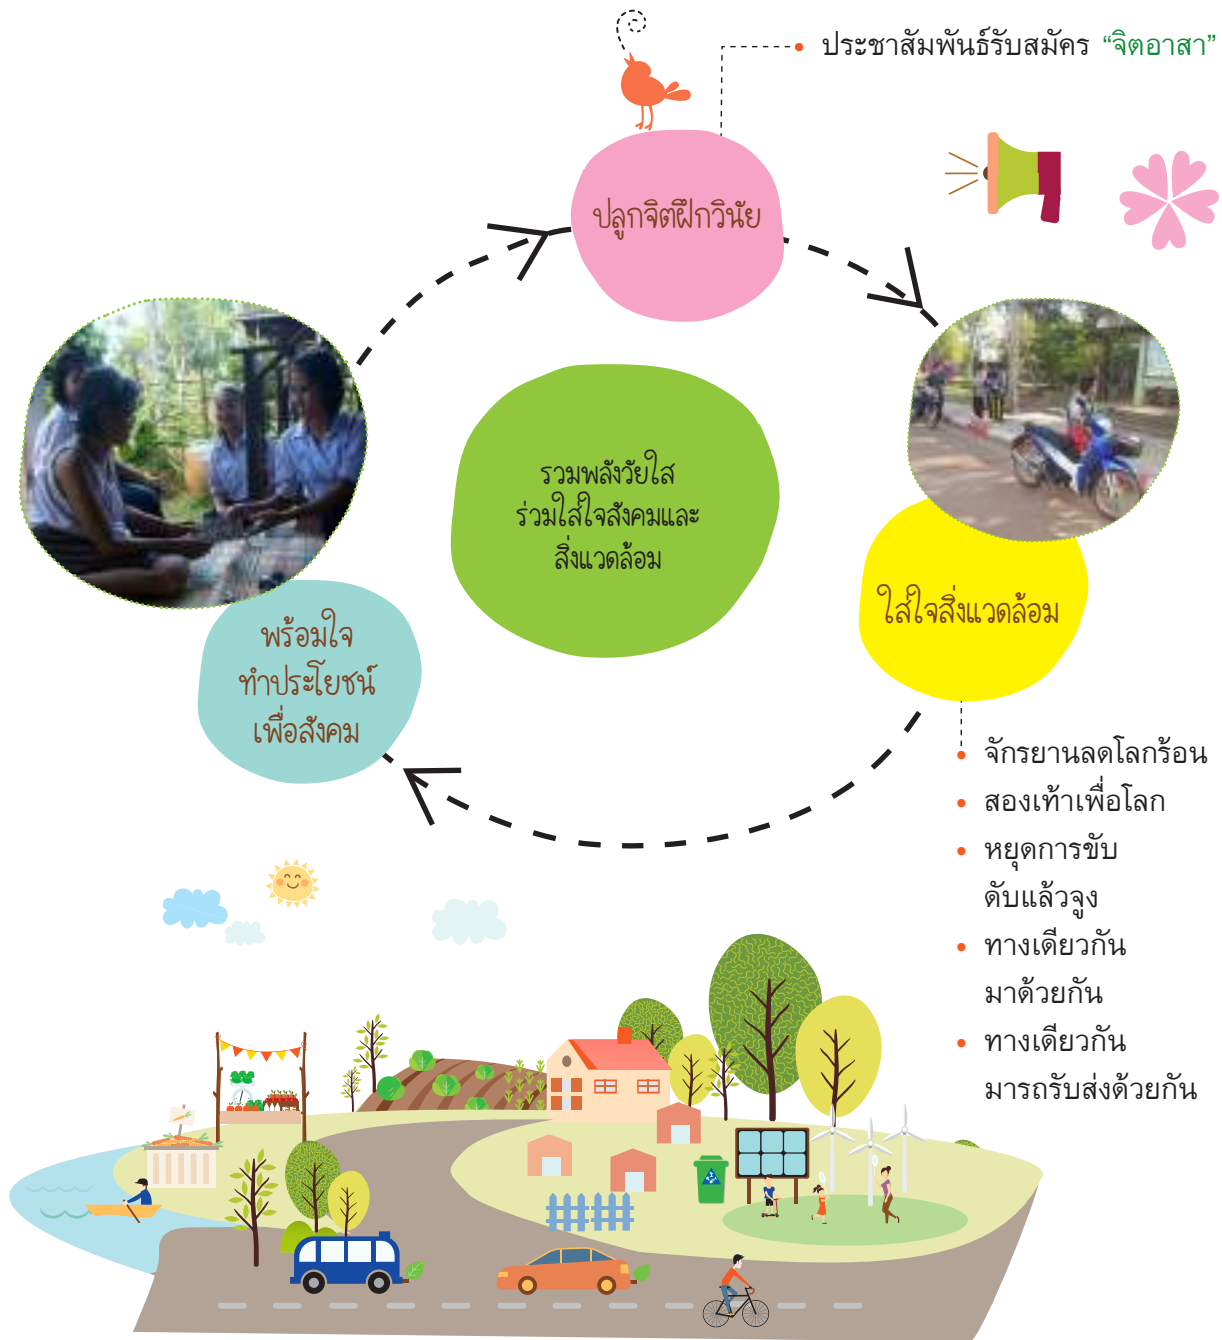 ประชาสัมพันธ์รับสมัคร “จิตอาสา”
ปลูกจิตฝึกวินัย
รวมพลังวัยใส
ร่วมใส่ใจสังคมและ
สิ่งแวดล้อม
ใส่ใจสิ่งแวดล้อม
พร้อมใจ
ทำประโยชน์
เพื่อสังคม
• จักรยานลดโลกร้อน
• สองเท้าเพื่อโลก
• หยุดการขับ
ดับแล้วจูง
• ทางเดียวกัน
มาด้วยกัน
• ทางเดียวกัน
มารถรับส่งด้วยกัน